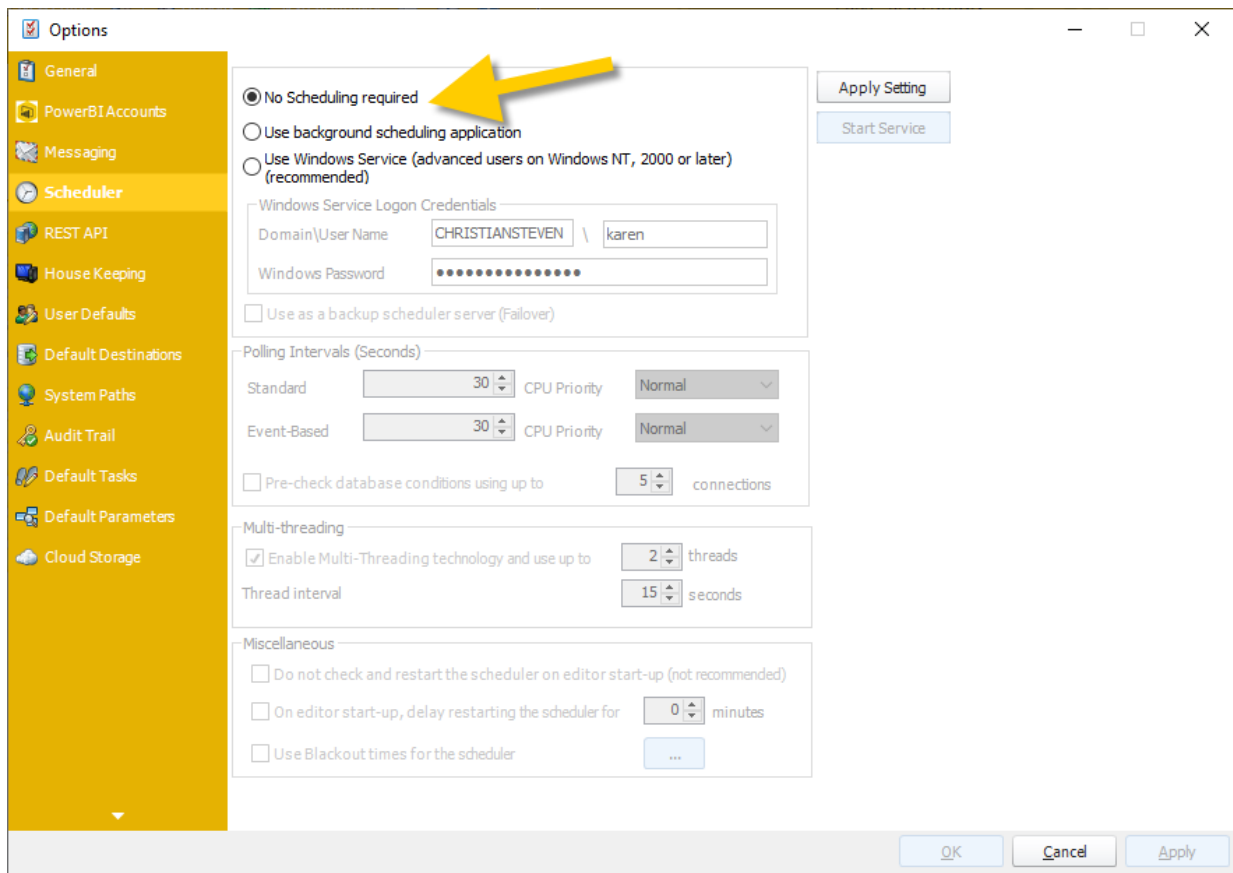 Options
General
PowerBI Accounts
Messaging
Scheduler
REST API
House Keeping
User Defaults
Default Destinations
System Paths
Audit Trail
Default Tasks
Default Parameters
Cloud Storage
No Scheduling required
Use background scheduling application
Use Windows Service (advanced users on Windows NT, 2000 or later)
(recommended)
Windows Service Logon Credentials
Domain\User Name CHRISTIANSTEVEN \ karen
Windows Password •••••••••••••••
Use as a backup scheduler server (Failover)
Polling Intervals (Seconds)
Standard 30 CPU Priority Normal
Event-Based 30 CPU Priority Normal
Pre-check database conditions using up to 5 connections
Multi-threading
Enable Multi-Threading technology and use up to 2 threads
Thread interval 15 seconds
Miscellaneous
Do not check and restart the scheduler on editor start-up (not recommended)
On editor start-up, delay restarting the scheduler for 0 minutes
Use Blackout times for the scheduler ...
Apply Setting
Start Service
OK Cancel Apply